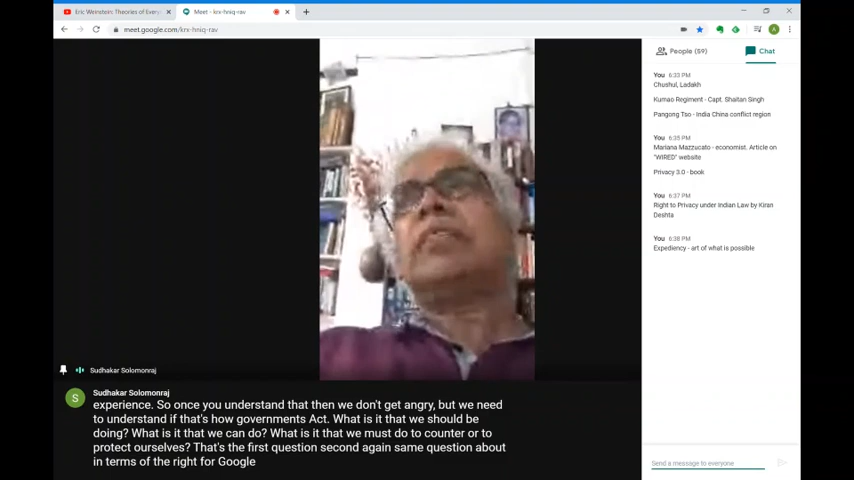 Eric Weinstein: Theories of Every
Meet - krx-hniq-rav
meet.google.com/krx-hniq-rav
People (59)
Chat
You 6:33 PM
Chushul, Ladakh
Kumao Regiment - Capt. Shaitan Singh
Pangong Tao - India China conflict region
You 6:35 PM
Mariana Mazzucato - economist. Article on
"WIRED" website
Privacy 3.0 - book
You 6:37 PM
Right to Privacy under Indian Law by Kiran
Deshta
You 6:38 PM
Expediency - art of what is possible
Sudhakar Solomonraj
S
Sudhakar Solomonraj
experience. So once you understand that then we don't get angry, but we need
to understand if that's how governments Act. What is it that we should be
doing? What is it that we can do? What is it that we must do to counter or to
protect ourselves? That's the first question second again same question about
in terms of the right for Google
Send a message to everyone